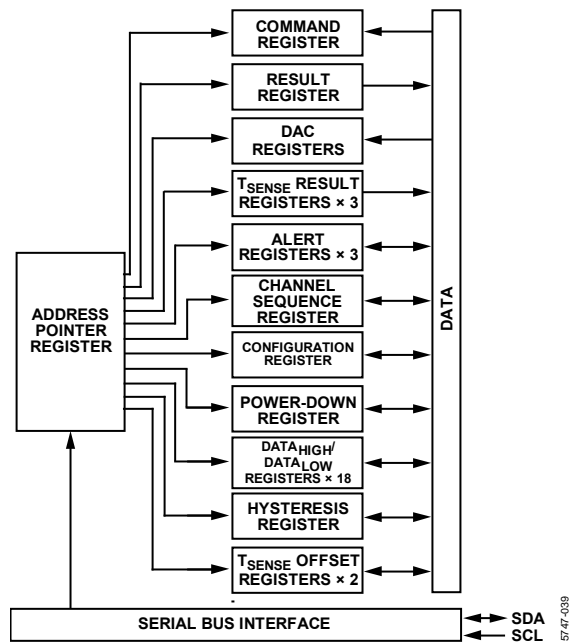 COMMAND
REGISTER
RESULT
REGISTER
DAC
REGISTERS
TSENSE RESULT
REGISTERS × 3
ALERT
REGISTERS × 3
CHANNEL
SEQUENCE
REGISTER
ADDRESS
POINTER
REGISTER
CONFIGURATION
REGISTER
POWER-DOWN
REGISTER
DATAHIGH/
DATALOW
REGISTERS × 18
HYSTERESIS
REGISTER
TSENSE OFFSET
REGISTERS × 2
DATA
SERIAL BUS INTERFACE
SDA
SCL
5747-039